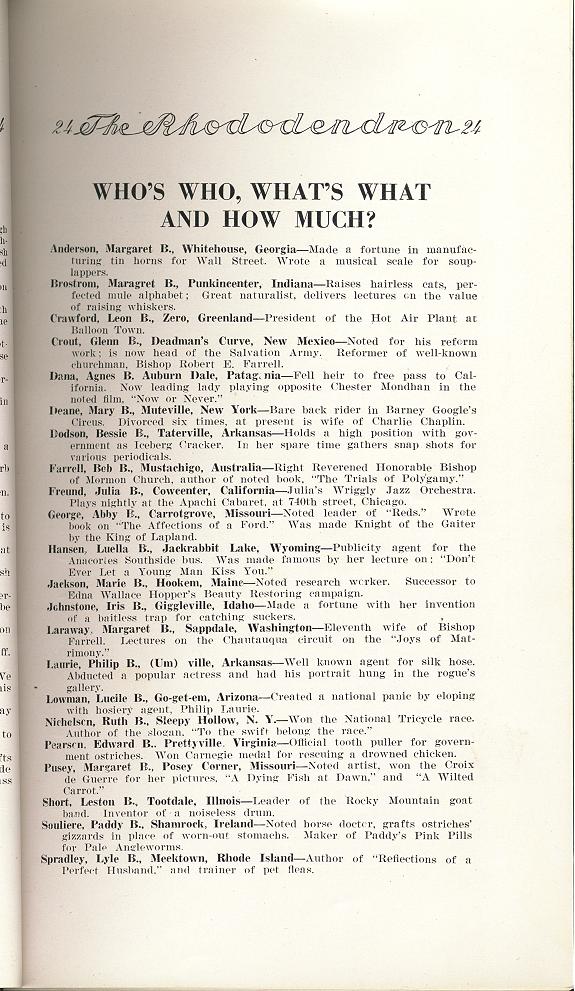 24 The Rhododendron 24
WHO'S WHO, WHAT'S WHAT
AND HOW MUCH?
Anderson, Margaret B., Whitehouse, Georgia—Made a fortune in manufac-
turing tin horns for Wall Street. Wrote a musical scale for soup-
lappers.
Brostrom, Maragret B., Punkincenter, Indiana—Raises hairless cats, per-
fected mule alphabet; Great naturalist, delivers lectures on the value
of raising whiskers.
Crawford, Leon B., Zero, Greenland—President of the Hot Air Plant at
Balloon Town.
Crout, Glenn B., Deadman's Curve, New Mexico—Noted for his reform
work; is now head of the Salvation Army. Reformer of well-known
churchman, Bishop Robert E. Farrell.
Dana, Agnes B. Auburn Dale, Patagonia—Fell heir to free pass to Cal-
ifornia. Now leading lady playing opposite Chester Mondhan in the
noted film, "Now or Never."
Deane, Mary B., Muteville, New York—Bare back rider in Barney Google's
Circus. Divorced six times, at present is wife of Charlie Chaplin.
Dodson, Bessie B., Taterville, Arkansas—Holds a high position with gov-
ernment as Iceberg Cracker. In her spare time gathers snap shots for
various periodicals.
Farrell, Bob B., Mustachigo, Australia—Right Reverened Honorable Bishop
of Mormon Church, author of noted book, "The Trials of Polygamy."
Freund, Julia B., Cowcenter, California—Julia's Wriggly Jazz Orchestra.
Plays nightly at the Apachi Cabaret, at 740th street, Chicago.
George, Abby B., Carrotgrove, Missouri—Noted leader of "Reds." Wrote
book on "The Affections of a Ford." Was made Knight of the Gaiter
by the King of Lapland.
Hansen, Luella B., Jackrabbit Lake, Wyoming—Publicity agent for the
Anacories Southside bus. Was made famous by her lecture on; "Don't
Ever Let a Young Man Kiss You."
Jackson, Marie B., Hookem, Maine—Noted research worker. Successor to
Edna Wallace Hopper's Beauty Restoring campaign.
Johnstone, Iris B., Giggleville, Idaho—Made a fortune with her invention
of a baitless trap for catching suckers.
Laraway, Margaret B., Sappdale, Washington—Eleventh wife of Bishop
Farrell. Lectures on the Chautauqua circuit on the "Joys of Mat-
rimony."
Laurie, Philip B., (Um) ville, Arkansas—Well known agent for silk hose.
Abducted a popular actress and had his portrait hung in the rogue's
gallery.
Lowman, Lucile B., Go-get-em, Arizona—Created a national panic by eloping
with hosiery agent, Philip Laurie.
Nichelsen, Ruth B., Sleepy Hollow, N. Y.—Won the National Tricycle race.
Author of the slogan, "To the swift belong the race."
Pearson, Edward B., Prettyville, Virginia—Official tooth puller for govern-
ment ostriches. Won Carnegie medal for rescuing a drowned chicken.
Pusey, Margaret B., Posey Corner, Missouri—Noted artist, won the Croix
de Guerre for her pictures, "A Dying Fish at Dawn," and "A Wilted
Carrot."
Short, Leston B., Tootdale, Illnois—Leader of the Rocky Mountain goat
band. Inventor of a noiseless drum.
Souliere, Paddy B., Shamrock, Ireland—Noted horse doctor, grafts ostriches'
gizzards in place of worn-out stomachs. Maker of Paddy's Pink Pills
for Pale Angleworms.
Spradley, Lyle B., Meektown, Rhode Island—Author of "Reflections of a
Perfect Husband," and trainer of pet fleas.